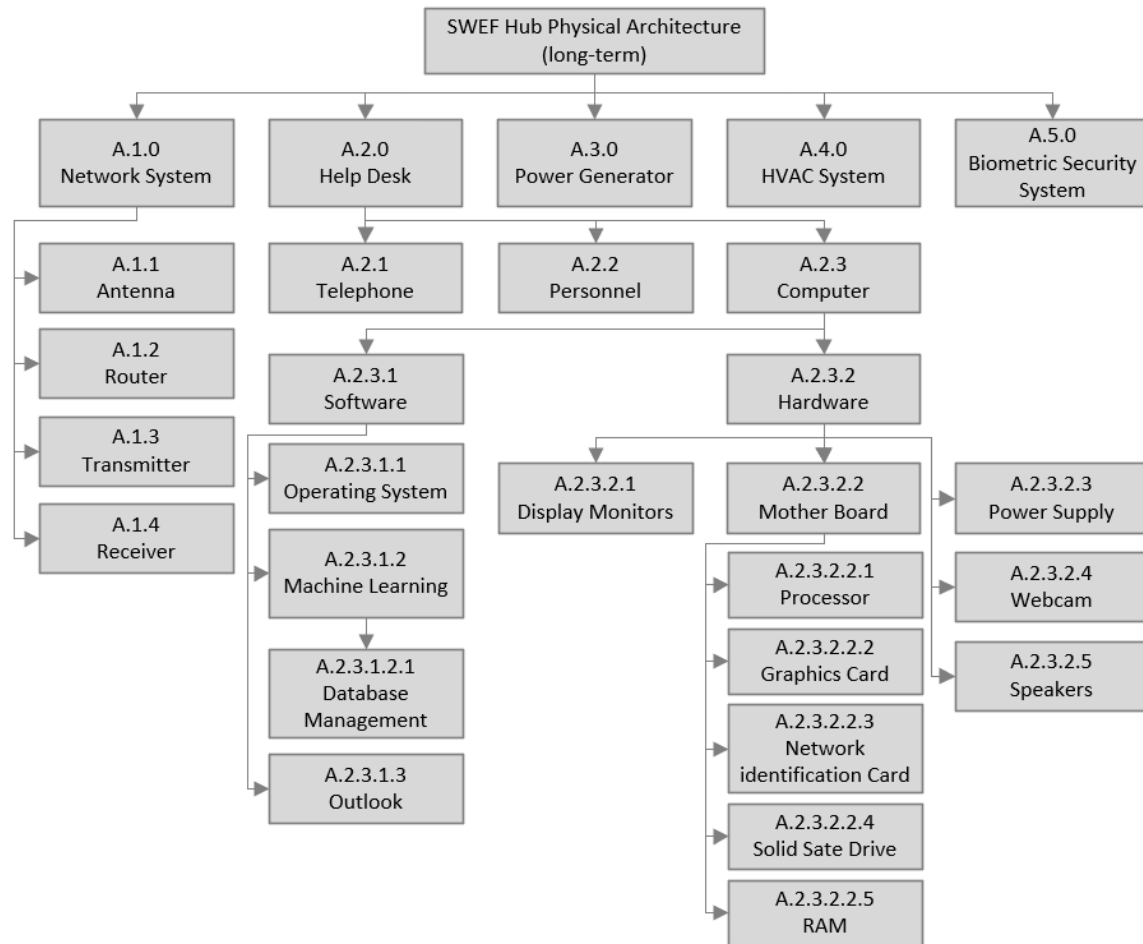 SWEF Hub Physical Architecture
(long-term)
A.1.0
Network System
A.2.0
Help Desk
A.3.0
Power Generator
A.4.0
HVAC System
A.5.0
Biometric Security
System
A.1.1
Antenna
A.1.2
Router
A.1.3
Transmitter
A.1.4
Receiver
A.2.1
Telephone
A.2.2
Personnel
A.2.3
Computer
A.2.3.1
Software
A.2.3.2
Hardware
A.2.3.1.1
Operating System
A.2.3.1.2
Machine Learning
A.2.3.1.2.1
Database
Management
A.2.3.1.3
Outlook
A.2.3.2.1
Display Monitors
A.2.3.2.2
Mother Board
A.2.3.2.2.1
Processor
A.2.3.2.2.2
Graphics Card
A.2.3.2.2.3
Network
identification Card
A.2.3.2.2.4
Solid Sate Drive
A.2.3.2.2.5
RAM
A.2.3.2.3
Power Supply
A.2.3.2.4
Webcam
A.2.3.2.5
Speakers